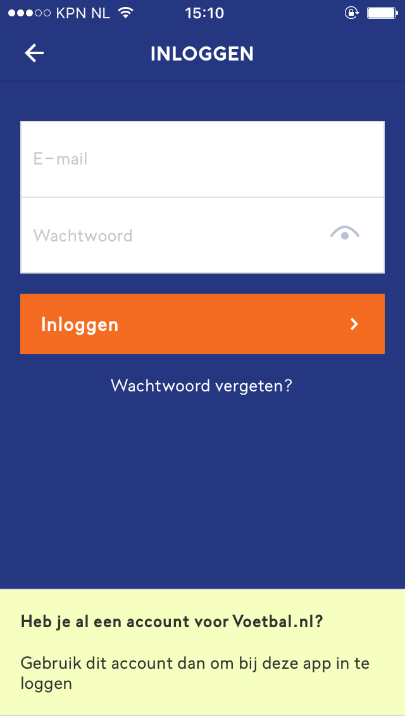 KPN NL 15:10
INLOGGEN
E-mail
Wachtwoord
Inloggen
Wachtwoord vergeten?
Heb je al een account voor Voetbal.nl?
Gebruik dit account dan om bij deze app in te
loggen